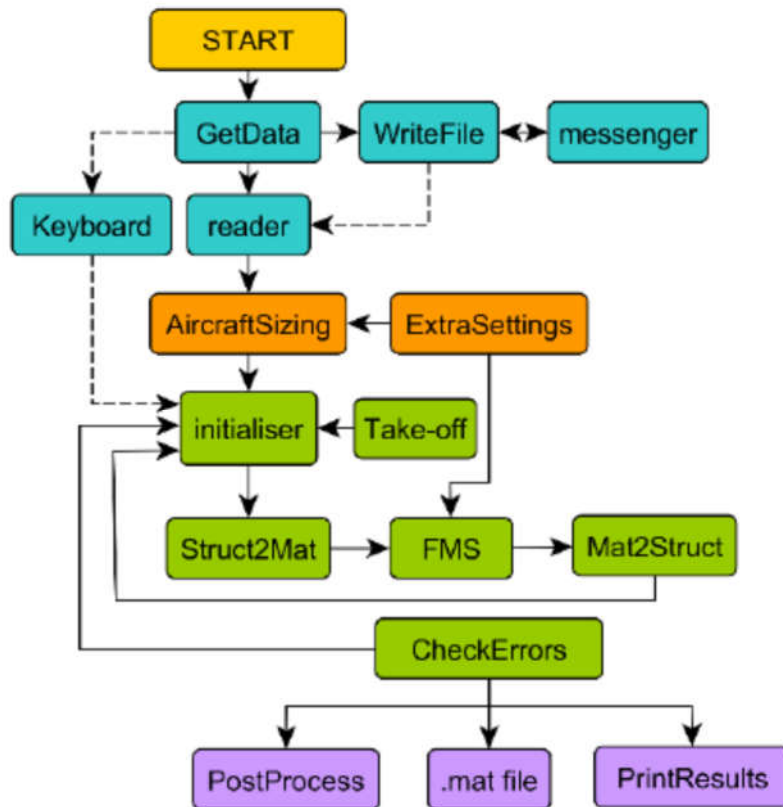 START
GetData
WriteFile
messenger
Keyboard
reader
AircraftSizing
ExtraSettings
initialiser
Take-off
Struct2Mat
FMS
Mat2Struct
CheckErrors
PostProcess
.mat file
PrintResults